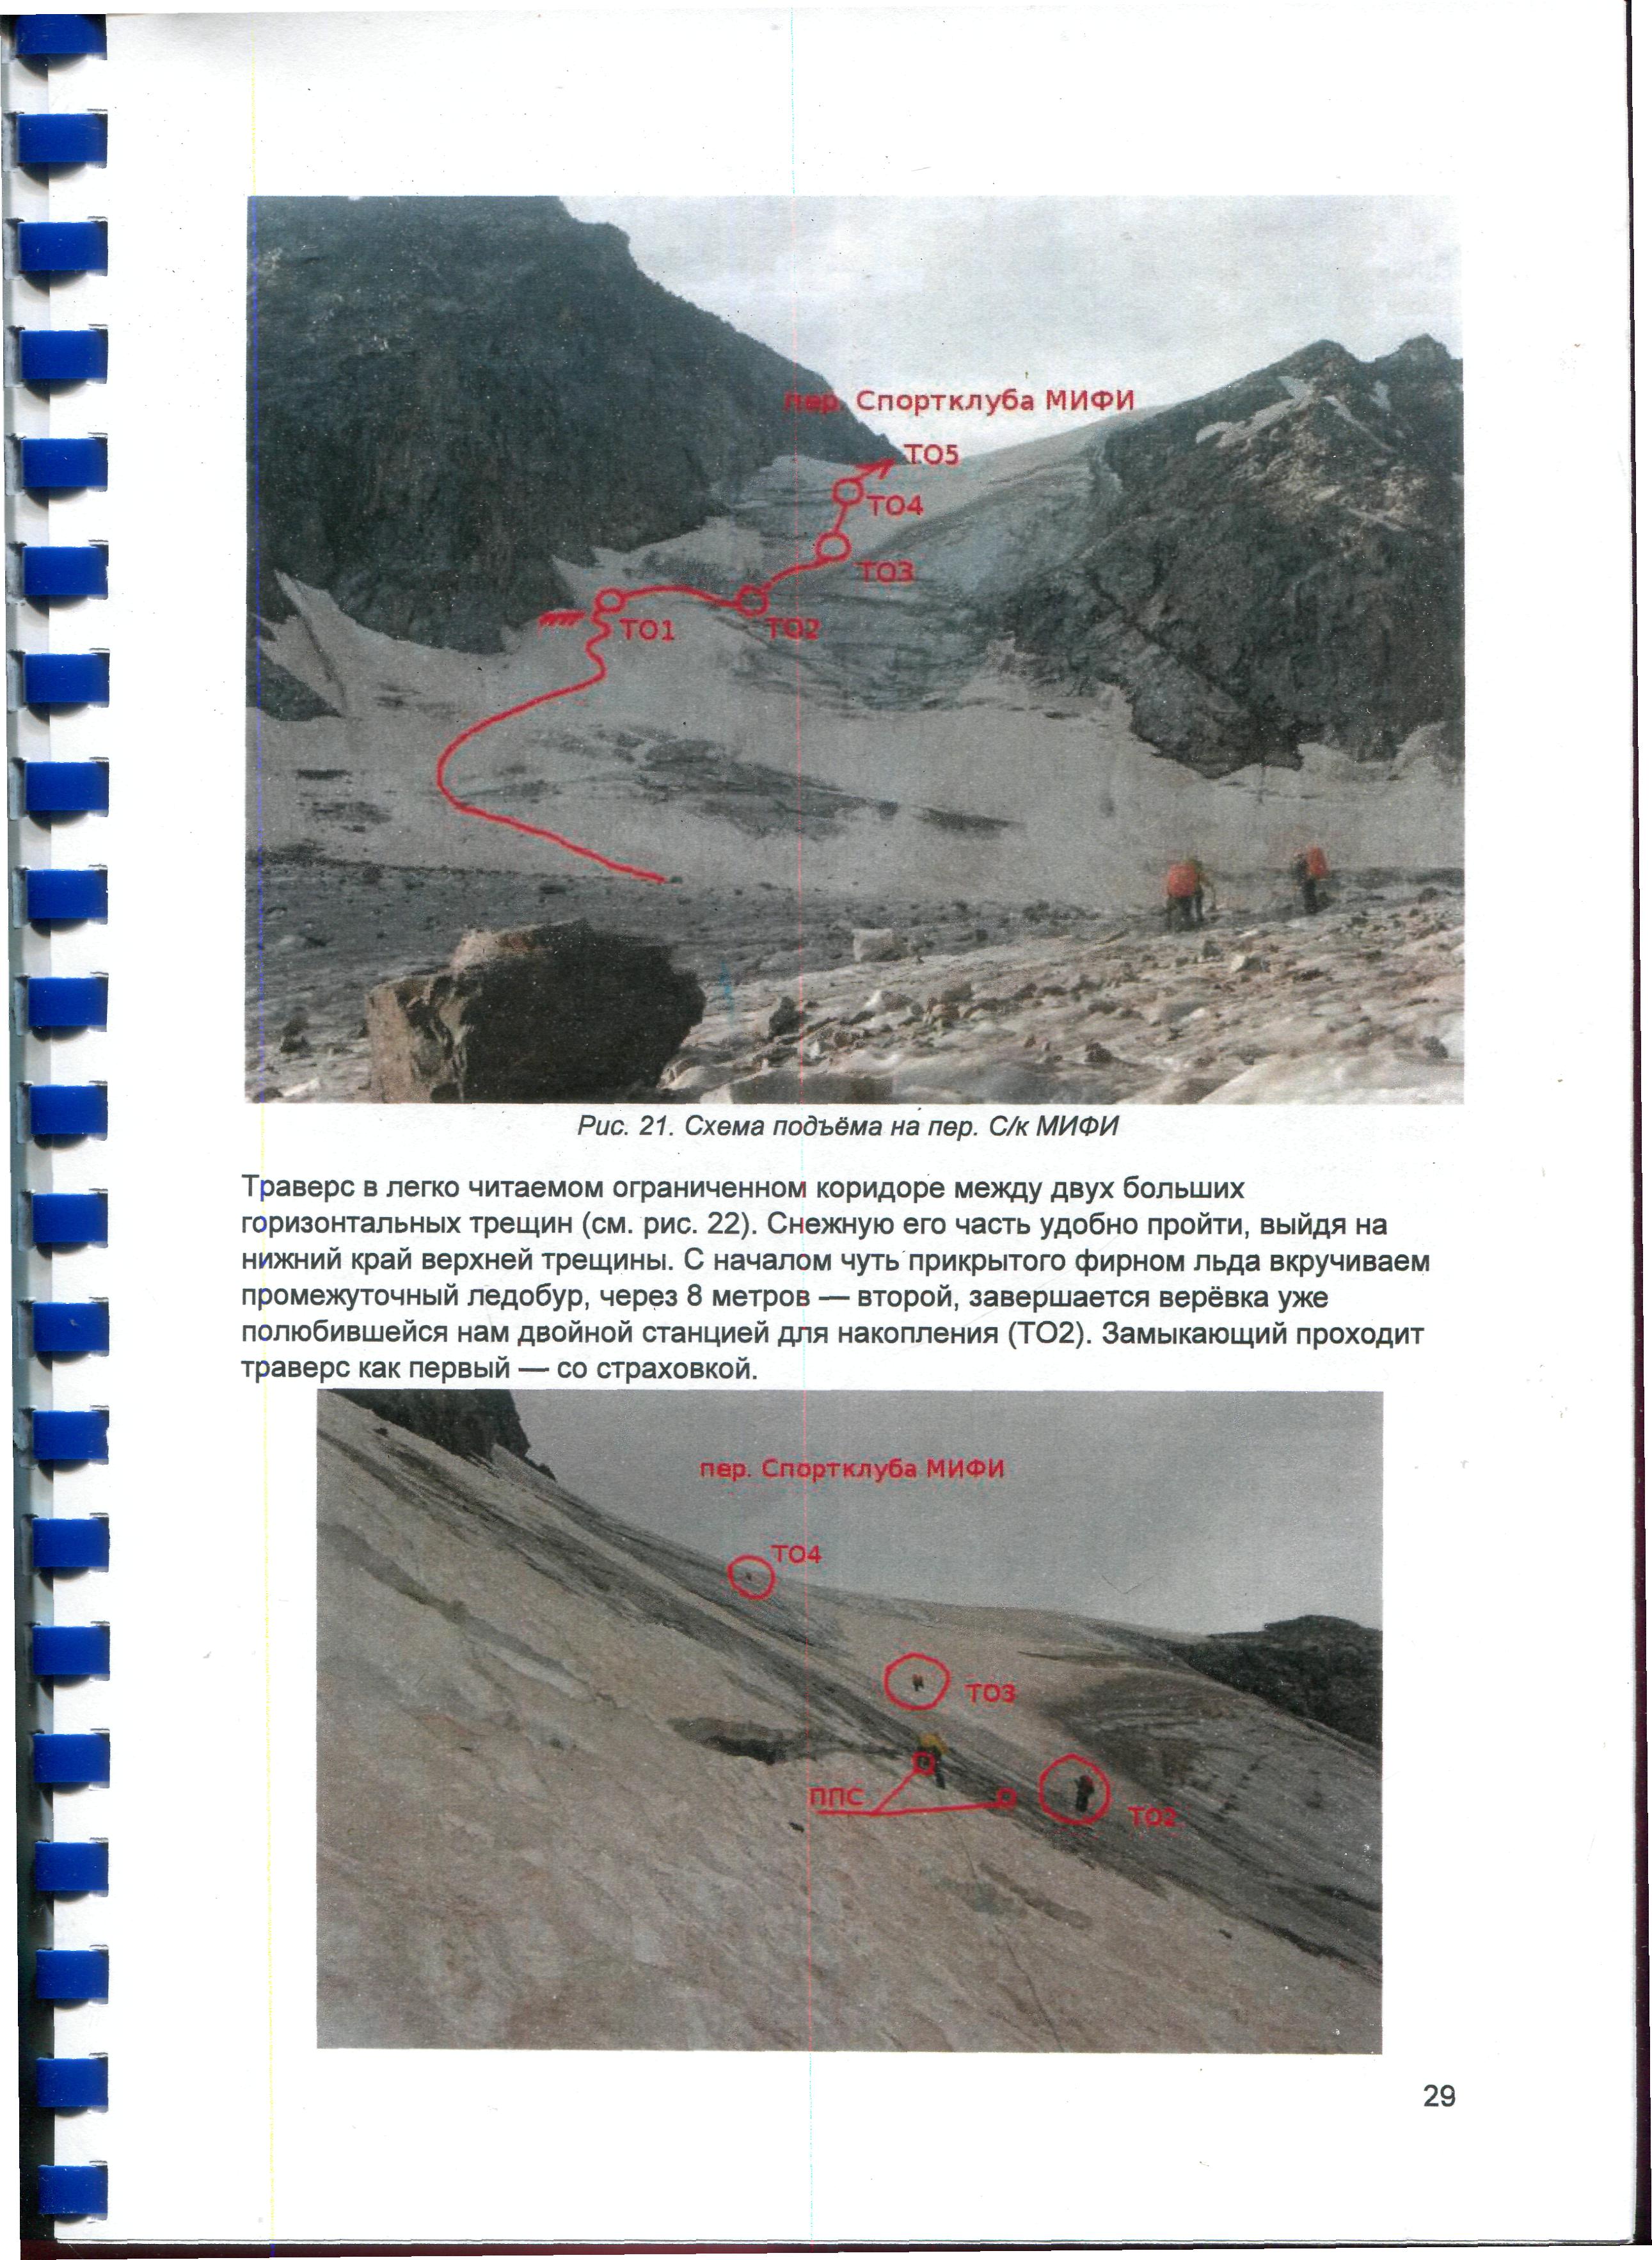 пер. Спортклуба МИФИ
ТО5
ТО4
ТО3
ТО1
ТО2
Рис. 21. Схема подъёма на пер. С/к МИФИ
Траверс в легко читаемом ограниченном коридоре между двух больших
горизонтальных трещин (см. рис. 22). Снежную его часть удобно пройти, выйдя на
нижний край верхней трещины. С началом чуть прикрытого фирном льда вкручиваем
промежуточный ледобур, через 8 метров — второй, завершается верёвка уже
полюбившейся нам двойной станцией для накопления (ТО2). Замыкающий проходит
траверс как первый — со страховкой.
пер. Спортклуба МИФИ
ТО4
ТО3
ППС
ТО2
29